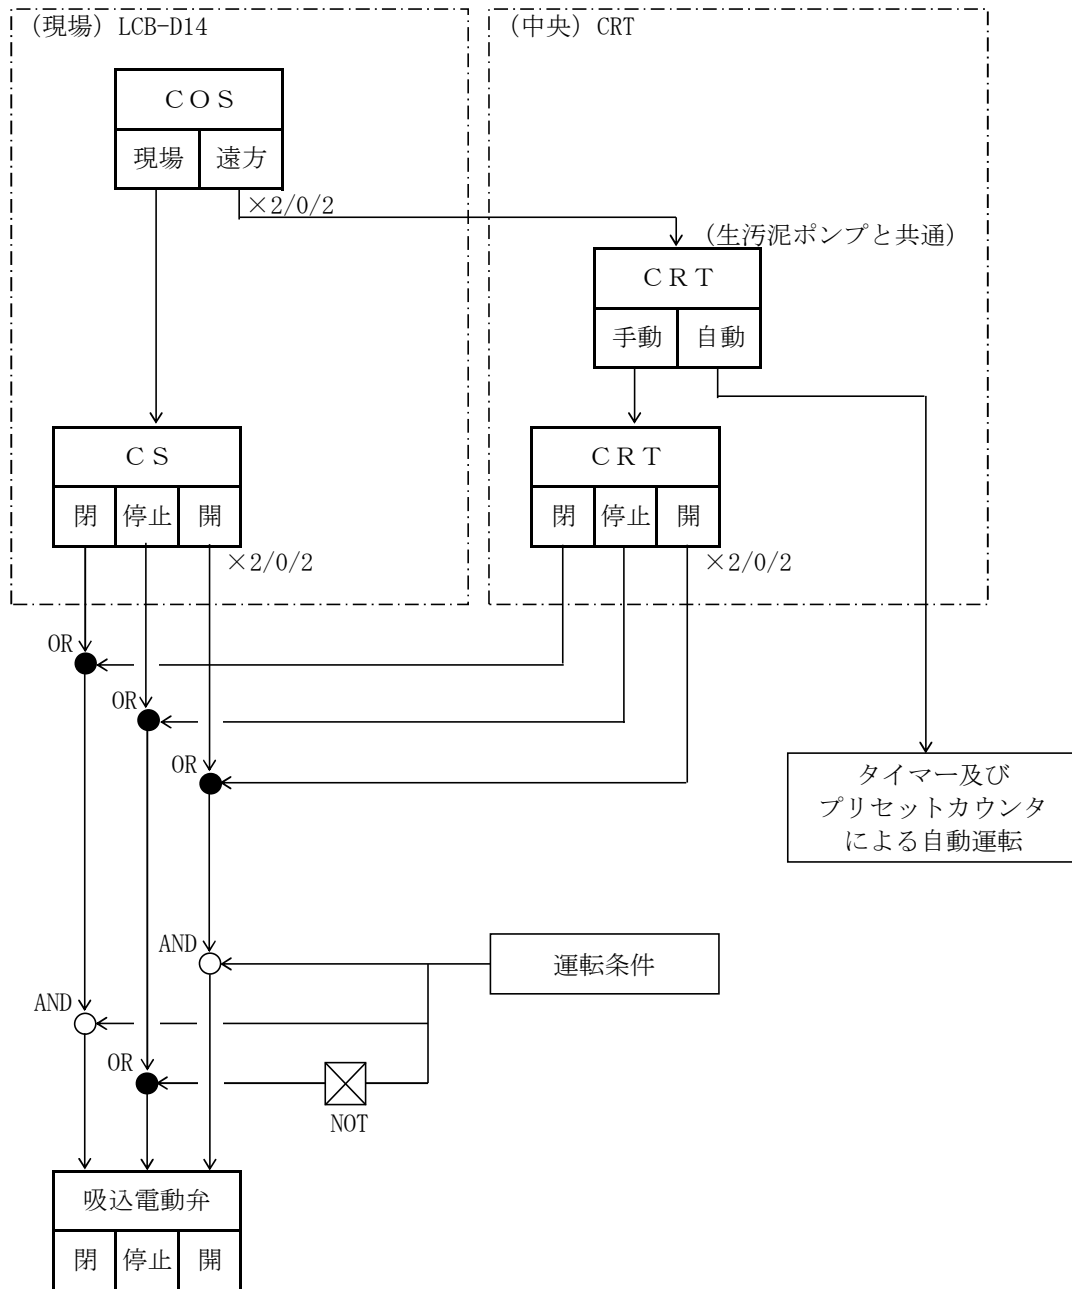 (現場) LCB-D14
(中央) CRT
COS
現場 遠方
×2/0/2
(生汚泥ポンプと共通)
CRT
手動 自動
CS
閉 停止 開
×2/0/2
CRT
閉 停止 開
×2/0/2
OR
OR
OR
タイマー及び
プリセットカウンタ
による自動運転
AND
運転条件
AND
OR
NOT
吸込電動弁
閉 停止 開